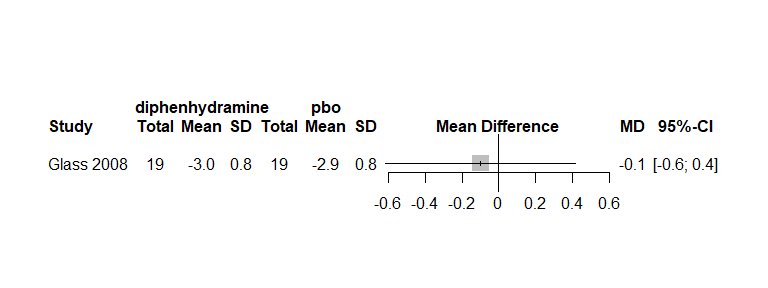 diphenhydramine pbo
Study Total Mean SD Total Mean SD Mean Difference MD 95%-CI
Glass 2008 19 -3.0 0.8 19 -2.9 0.8 -0.1 [-0.6; 0.4]
-0.6 -0.4 -0.2 0 0.2 0.4 0.6